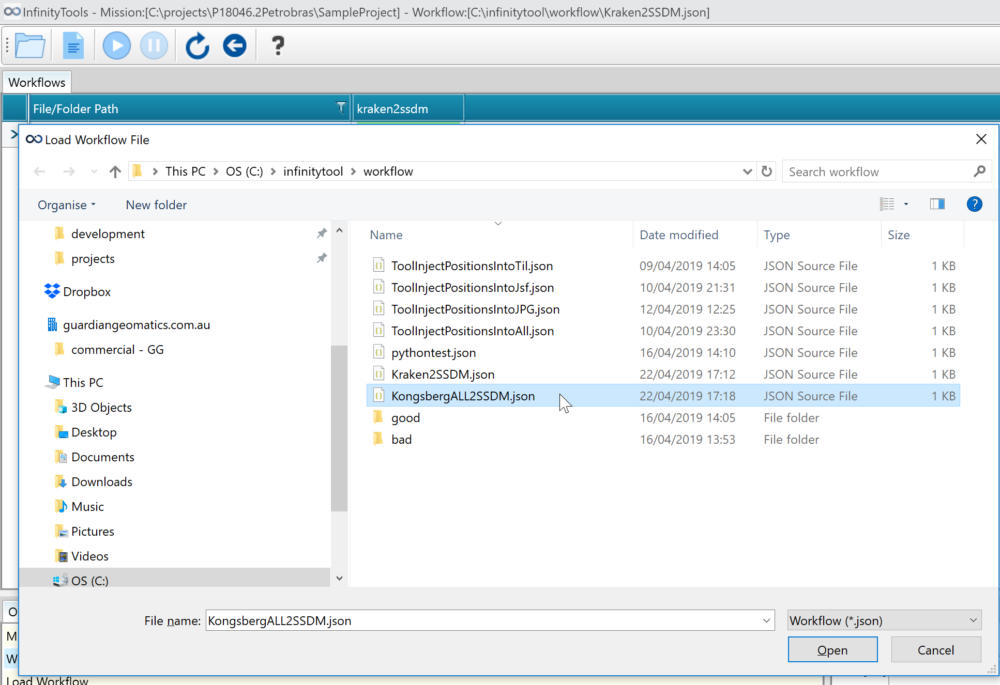 InfinityTools - Mission:[C:\projects\P18046.2Petrobras\SampleProject] - Workflow:[C:\infinitytool\workflow\Kraken2SSDM.json]
?
Workflows
File/Folder Path kraken2ssdm
Load Workflow File
This PC > OS (C:) > infinitytool > workflow
Search workflow
Organise New folder
?
development
projects
Dropbox
guardiangeomatics.com.au
commercial - GG
This PC
3D Objects
Desktop
Documents
Downloads
Music
Pictures
Videos
OS (C:)
Name Date modified Type Size
ToolInjectPositionsIntoTil.json 09/04/2019 14:05 JSON Source File 1 KB
ToolInjectPositionsIntoJsf.json 10/04/2019 21:31 JSON Source File 1 KB
ToolInjectPositionsIntoJPG.json 12/04/2019 12:25 JSON Source File 1 KB
ToolInjectPositionsIntoAll.json 10/04/2019 23:30 JSON Source File 1 KB
pythontest.json 16/04/2019 14:10 JSON Source File 1 KB
Kraken2SSDM.json 22/04/2019 17:12 JSON Source File 1 KB
KongsbergALL2SSDM.json 22/04/2019 17:18 JSON Source File 1 KB
good 16/04/2019 14:05 File folder
bad 16/04/2019 13:53 File folder
File name: KongsbergALL2SSDM.json Workflow (*.json)
Open Cancel
Load Workflow